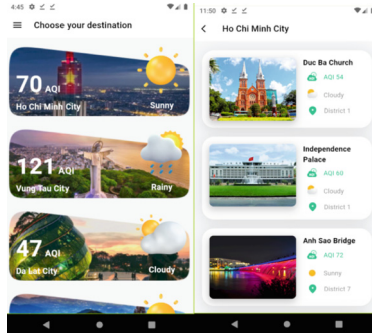 4:45
Choose your destination
70 AQI
Ho Chi Minh City
Sunny
121 AQI
Vung Tau City
Rainy
47 AQI
Da Lat City
Cloudy
11:50
Ho Chi Minh City
Duc Ba Church
AQI 54
Cloudy
District 1
Independence
Palace
AQI 60
Cloudy
District 1
Anh Sao Bridge
AQI 72
Sunny
District 7